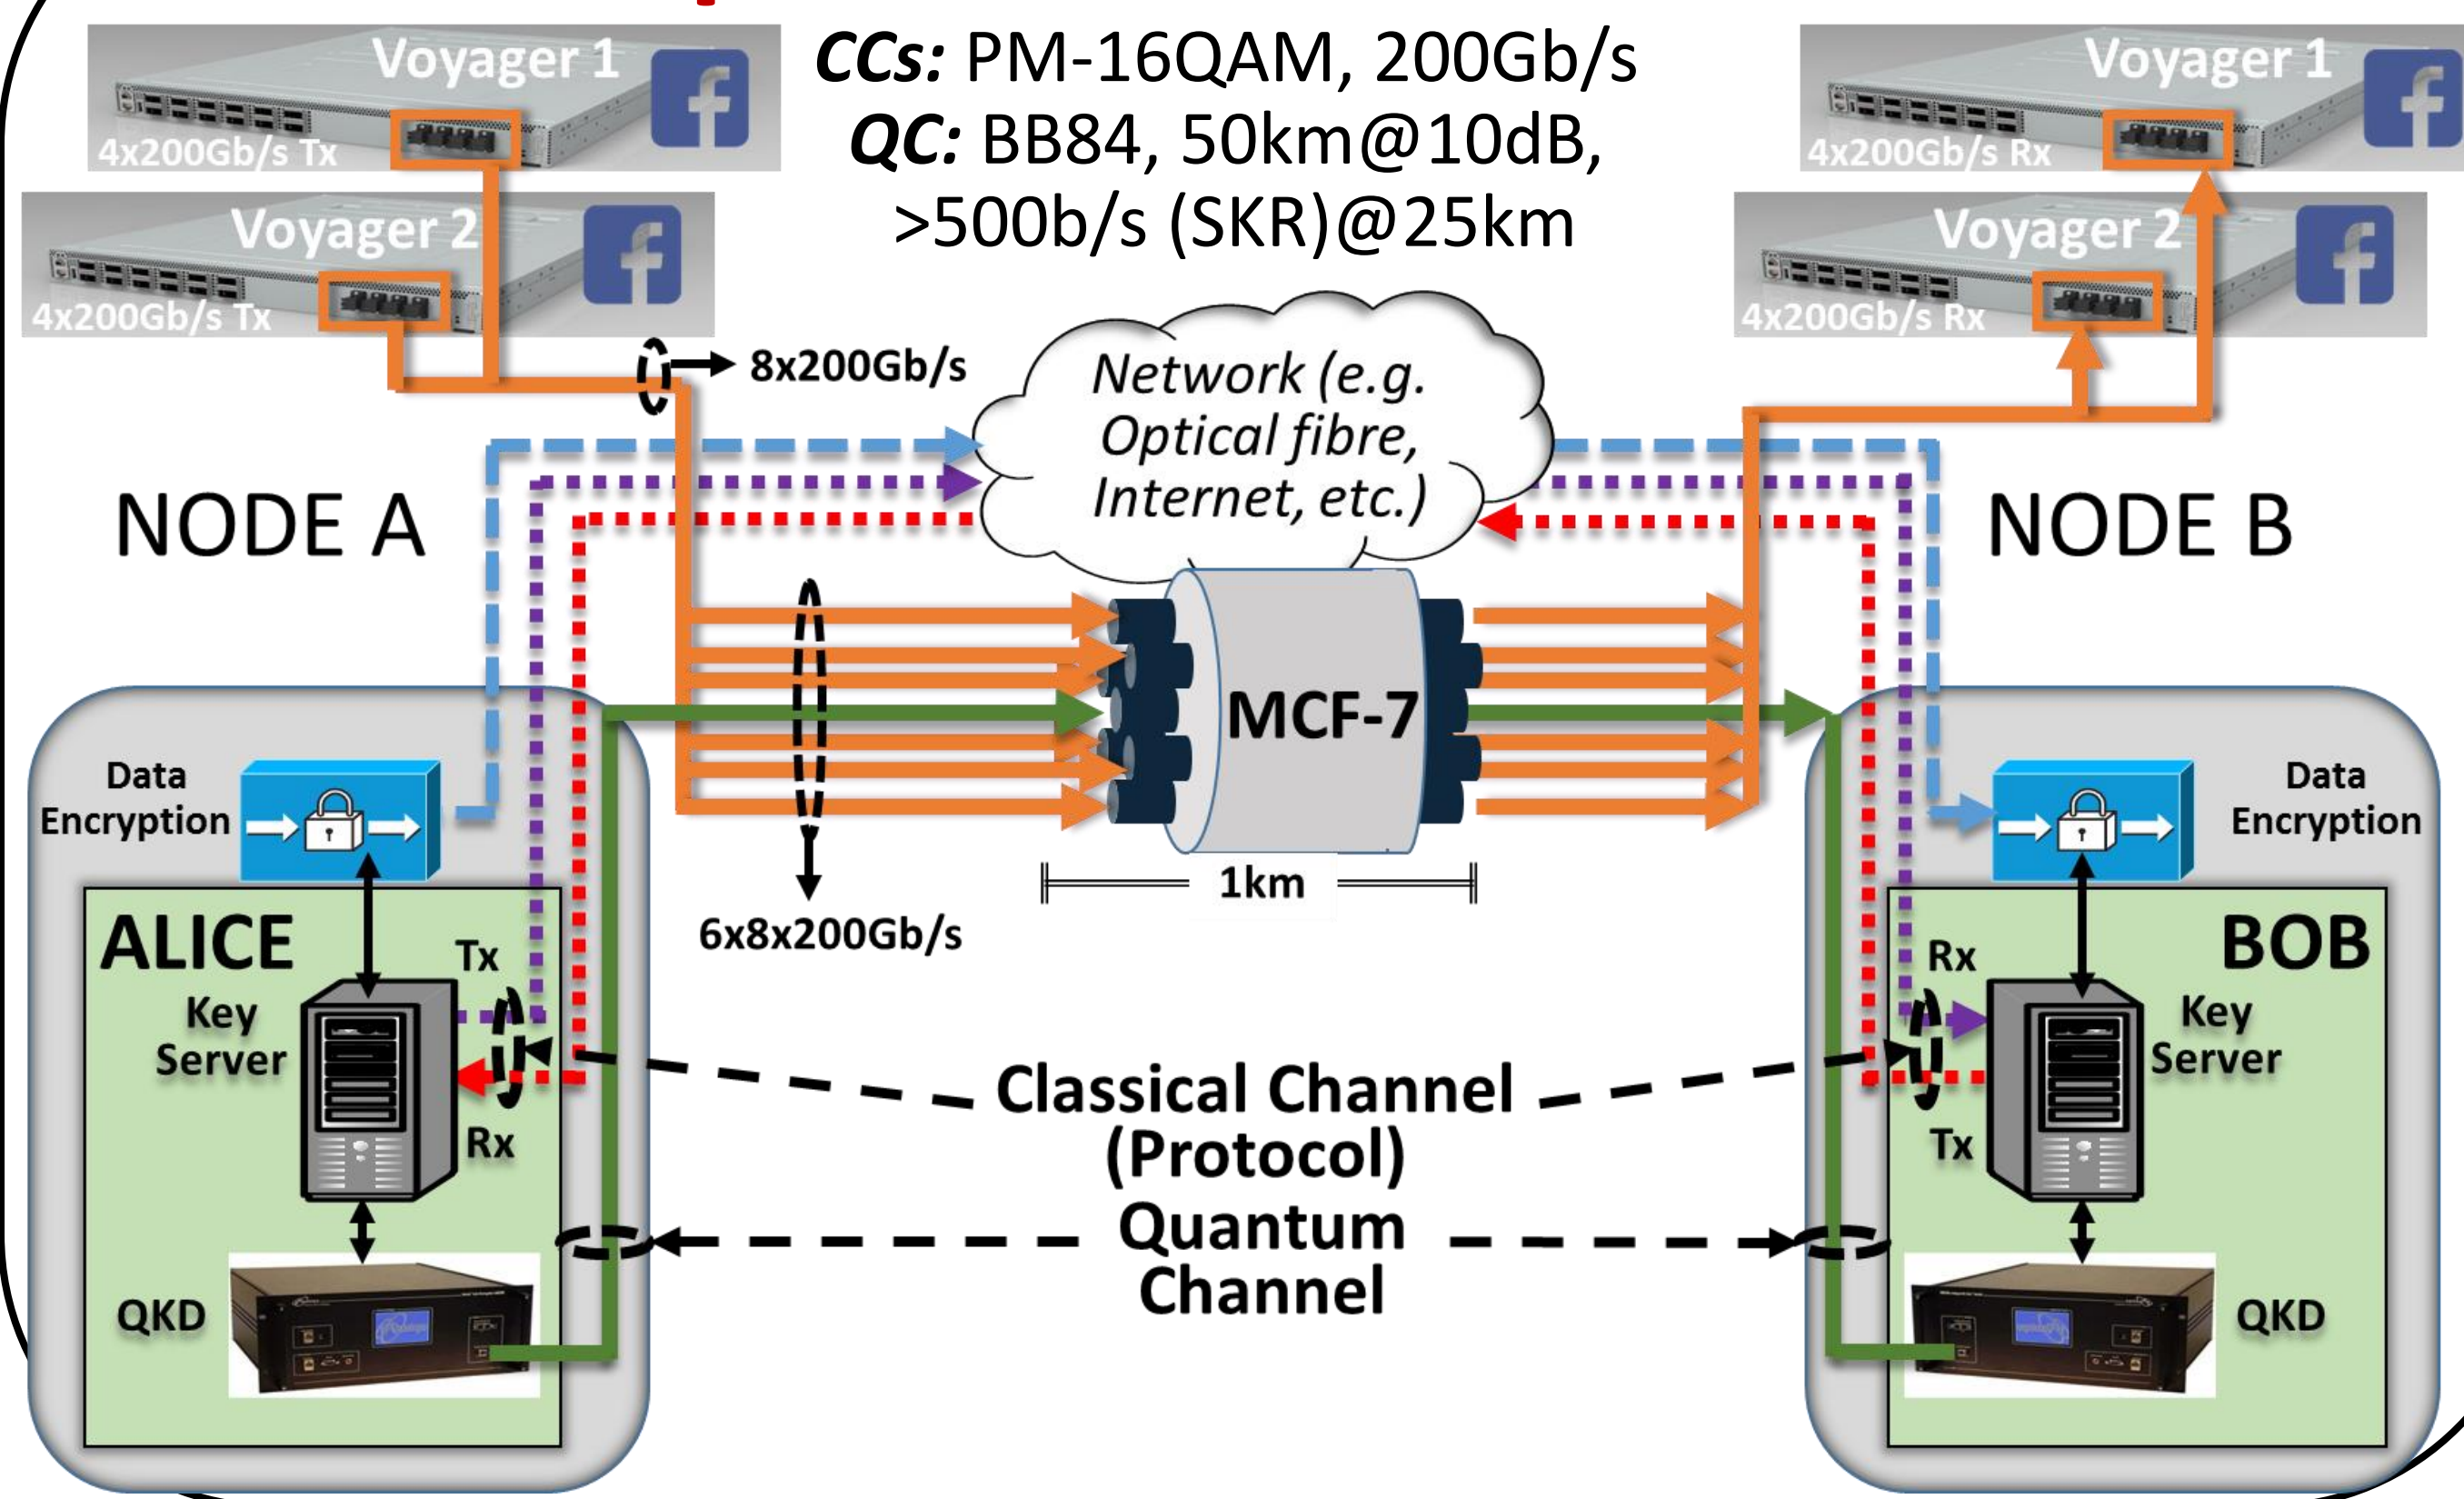 CCs: PM-16QAM, 200Gb/s
QC: BB84, 50km@10dB,
>500b/s (SKR)@25km
Voyager 1
4x200Gb/s Tx
Voyager 2
4x200Gb/s Tx
Voyager 1
4x200Gb/s Rx
Voyager 2
4x200Gb/s Rx
8x200Gb/s
Network (e.g.
Optical fibre,
Internet, etc.)
NODE A
NODE B
MCF-7
1km
6x8x200Gb/s
Data
Encryption
ALICE
Tx
Key
Server
Rx
QKD
Data
Encryption
BOB
Rx
Key
Server
Tx
QKD
Classical Channel
(Protocol)
Quantum
Channel